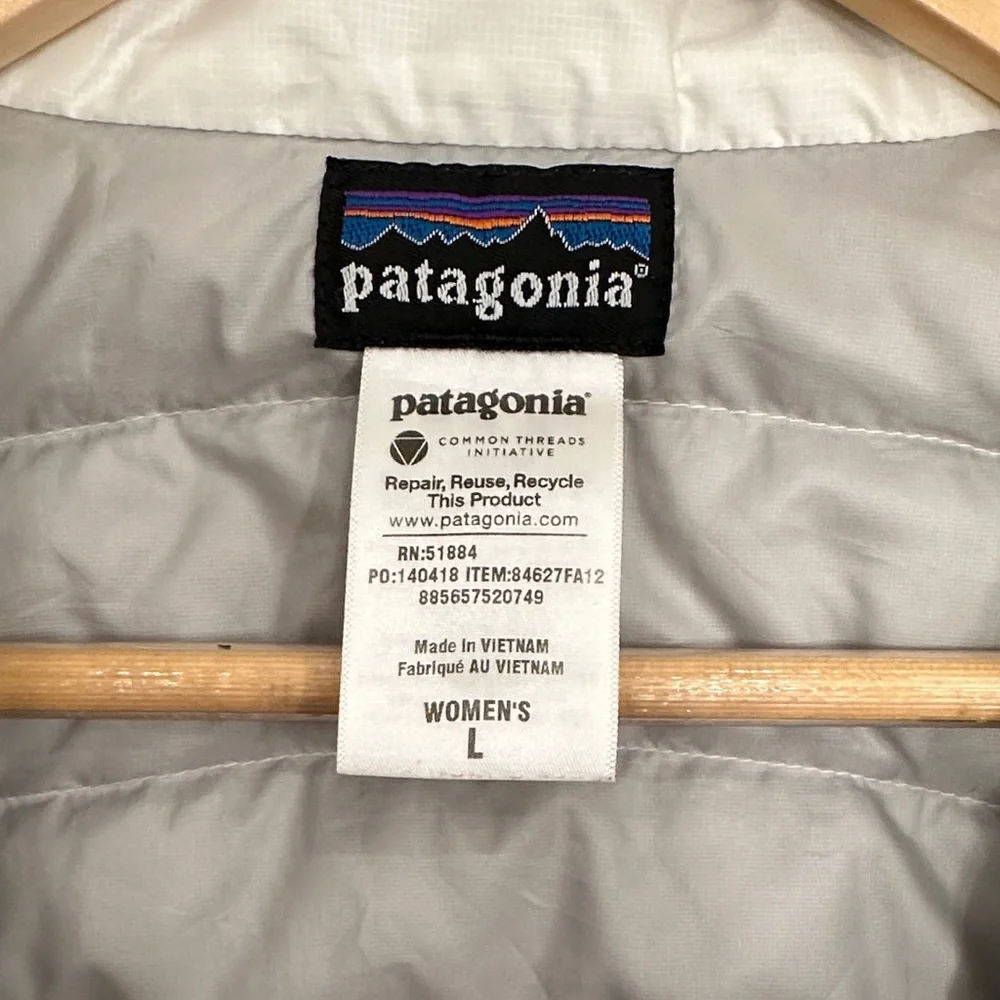 patagonia®
patagonia®
COMMON THREADS
INITIATIVE
Repair, Reuse, Recycle
This Product
www.patagonia.com
RN:51884
PO:140418 ITEM:84627FA12
885657520749
Made in VIETNAM
Fabriqué AU VIETNAM
WOMEN'S
L